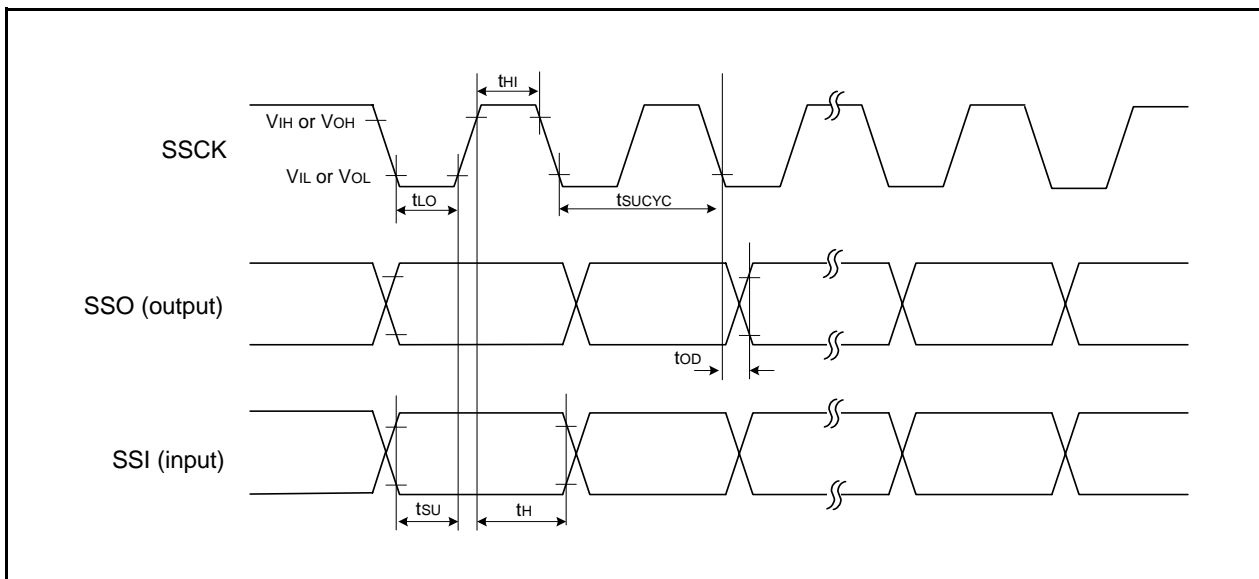 tHI
VIH or VOH
SSCK
VIL or VOL
tLO
tSUCYC
SSO (output)
tOD
SSI (input)
tSU
tH